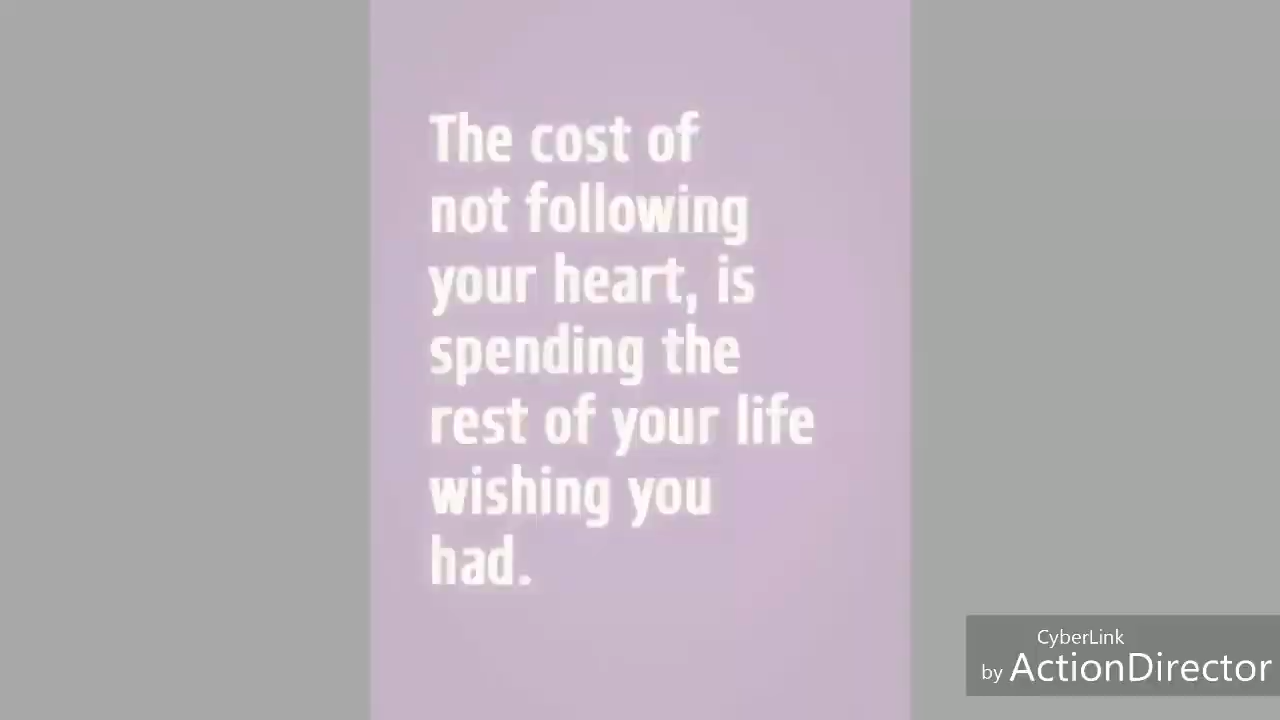 The cost of
not following
your heart, is
spending the
rest of your life
wishing you
had.
CyberLink
by ActionDirector